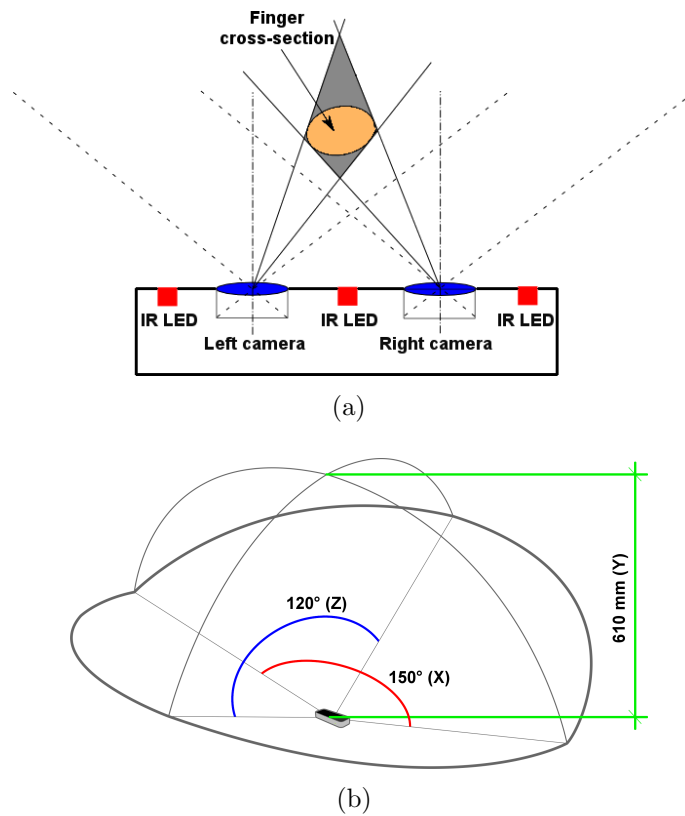 Finger
cross-section
IR LED
IR LED
IR LED
Left camera
Right camera
(a)
120° (Z)
150° (X)
610 mm (Y)
(b)